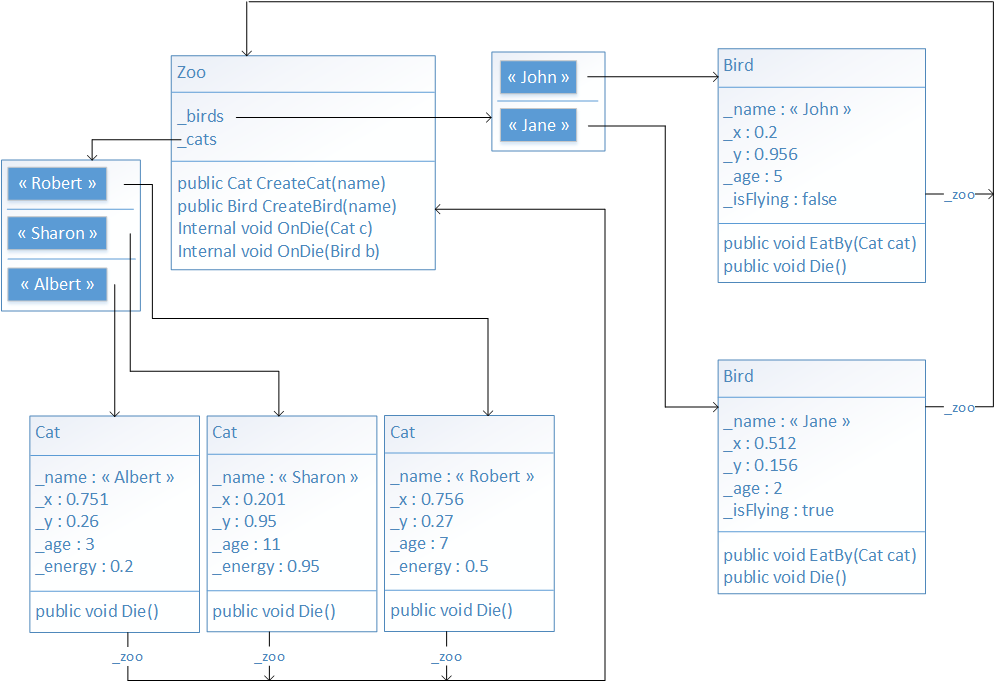 Zoo
_birds
_cats
public Cat CreateCat(name)
public Bird CreateBird(name)
Internal void OnDie(Cat c)
Internal void OnDie(Bird b)
« John »
« Jane »
Bird
_name : « John »
_x : 0.2
_y : 0.956
_age : 5
_isFlying : false
public void EatBy(Cat cat)
public void Die()
_zoo
« Robert »
« Sharon »
« Albert »
Bird
_name : « Jane »
_x : 0.512
_y : 0.156
_age : 2
_isFlying : true
public void EatBy(Cat cat)
public void Die()
_zoo
Cat
_name : « Albert »
_x : 0.751
_y : 0.26
_age : 3
_energy : 0.2
public void Die()
_zoo
Cat
_name : « Sharon »
_x : 0.201
_y : 0.95
_age : 11
_energy : 0.95
public void Die()
_zoo
Cat
_name : « Robert »
_x : 0.756
_y : 0.27
_age : 7
_energy : 0.5
public void Die()
_zoo